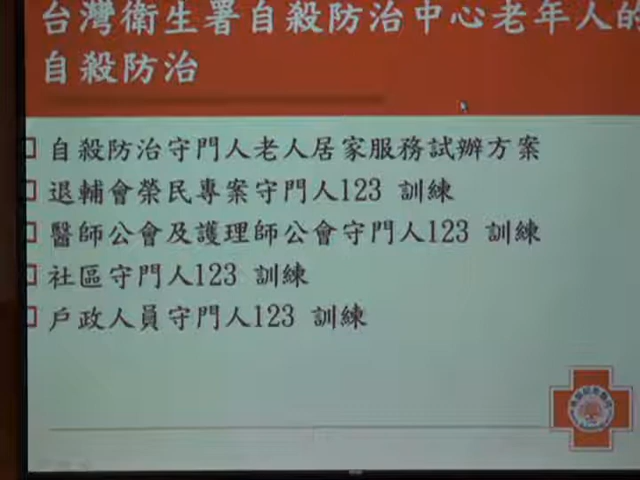 台灣衛生署自殺防治中心老年人的
自殺防治
自殺防治守門人老人居家服務試辦方案
退輔會榮民專案守門人123 訓練
醫師公會及護理師公會守門人123 訓練
社區守門人123 訓練
戶政人員守門人123 訓練